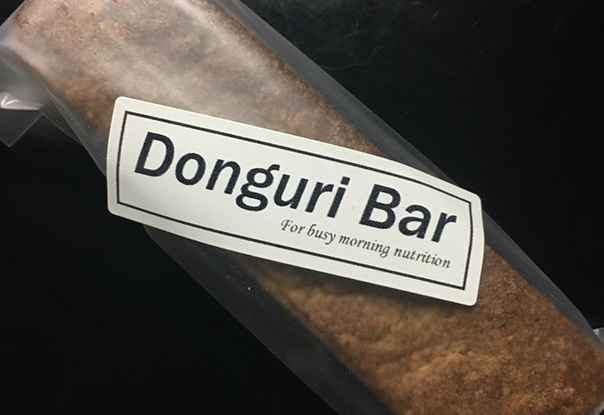 Donguri Bar
For busy morning nutrition